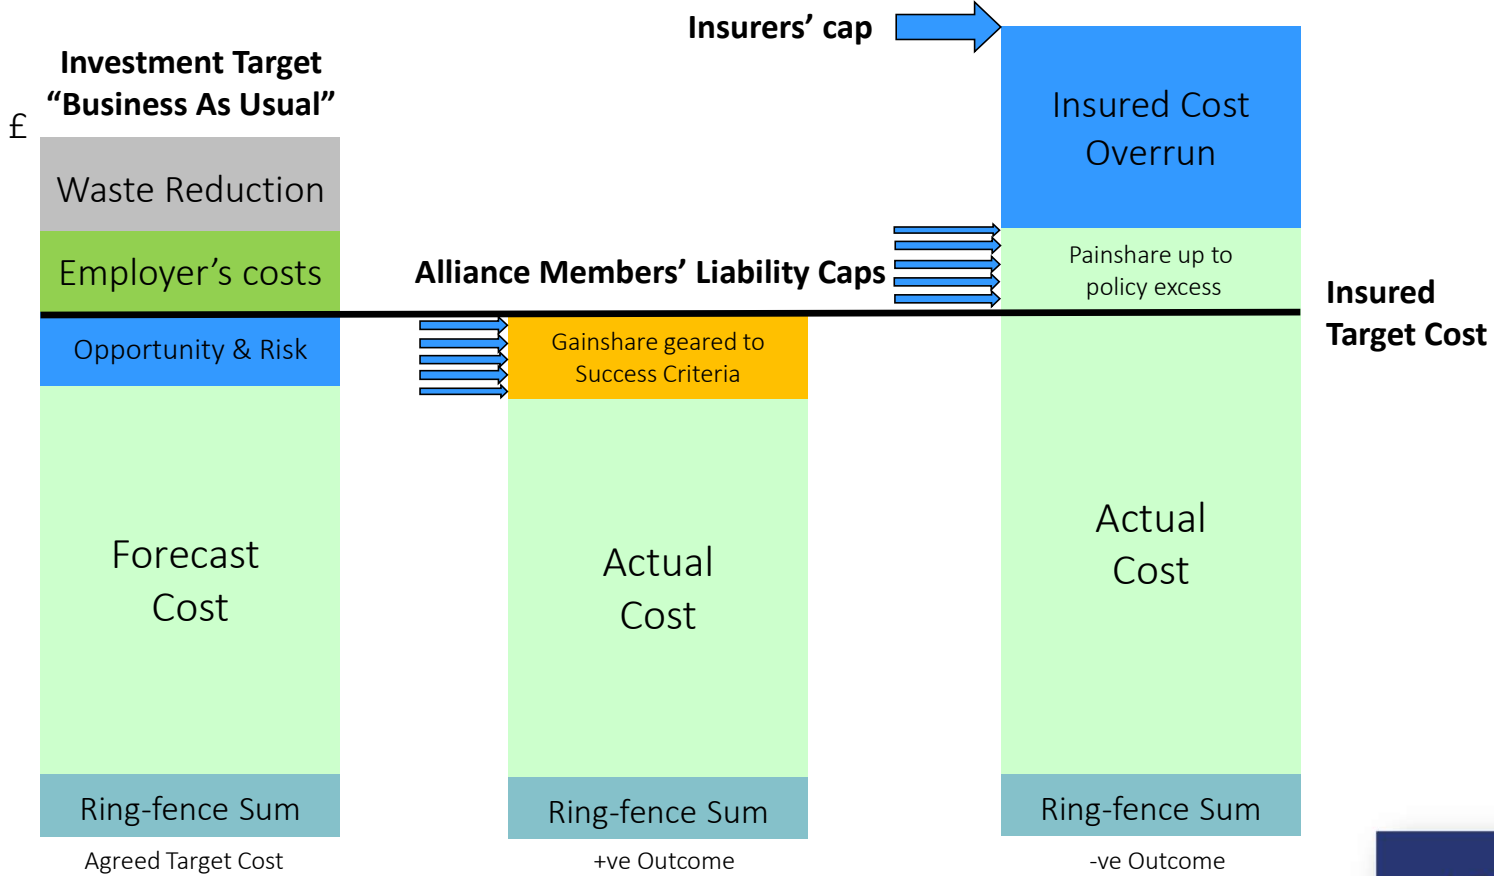 Insurers’ cap
Investment Target
“Business As Usual”
£
Waste Reduction
Employer’s costs
Opportunity & Risk
Forecast
Cost
Ring-fence Sum
Agreed Target Cost
Alliance Members’ Liability Caps
Gainshare geared to
Success Criteria
Actual
Cost
Ring-fence Sum
+ve Outcome
Insured Cost
Overrun
Painshare up to
policy excess
Actual
Cost
Ring-fence Sum
-ve Outcome
Insured
Target Cost